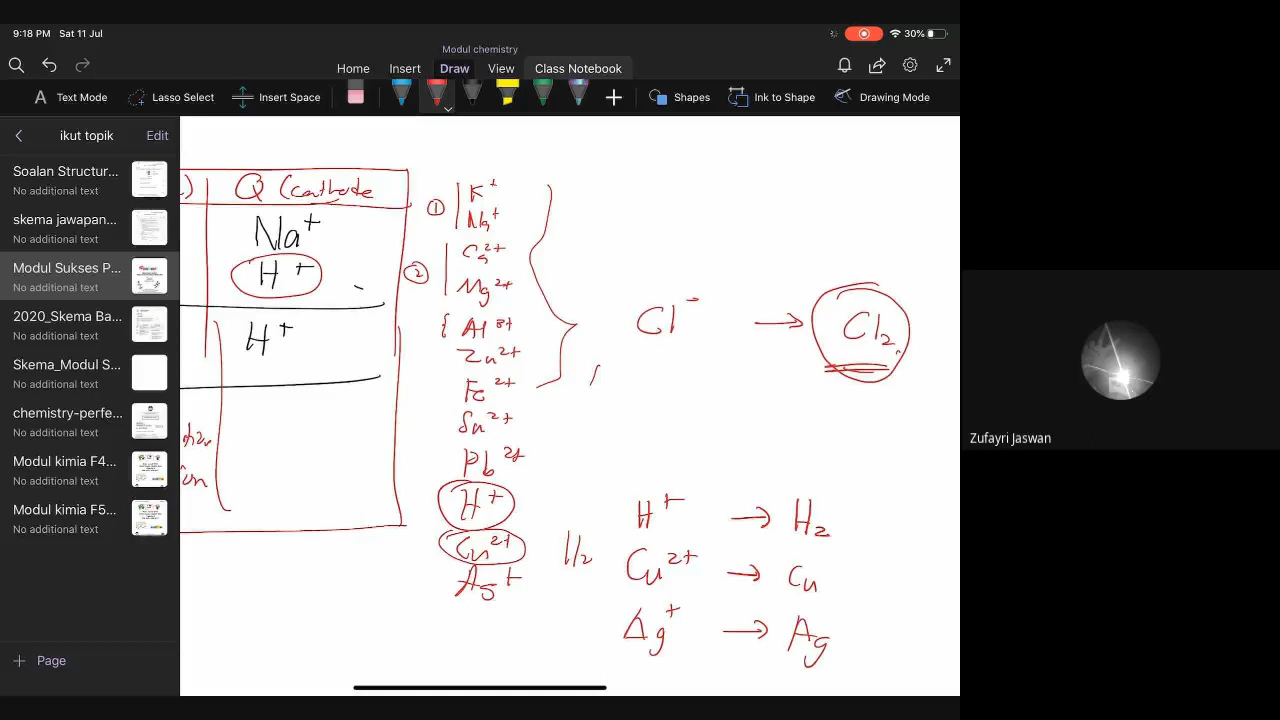 9:18 PM Sat 11 Jul
30%
Modul chemistry
Home Insert Draw View Class Notebook
Text Mode Lasso Select Insert Space Shapes Ink to Shape Drawing Mode
ikut topik Edit
Soalan Structur...
No additional text
skema jawapan...
No additional text
Modul Sukses P...
No additional text
2020_Skema Ba...
No additional text
Skema_Modul S...
No additional text
chemistry-perfe...
No additional text
Modul kimia F4...
No additional text
Modul kimia F5...
No additional text
Page
) Q (cathode
Na⁺
H⁺
H⁺
① K⁺
Na⁺
② Ca²⁺
Mg²⁺
{ Al³⁺
Zn²⁺
Fe²⁺
Sn²⁺
Pb²⁺
H⁺
Cu²⁺
Ag⁺
Cl⁻ → Cl₂
H⁺ → H₂
Cu²⁺ → Cu
Ag⁺ → Ag
Zufayri Jaswan